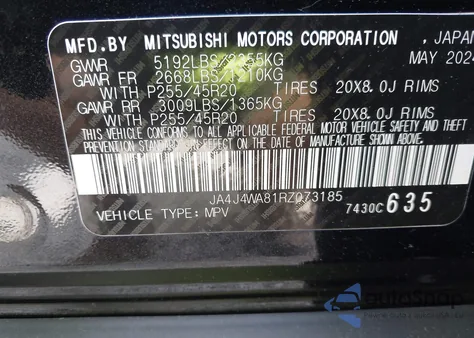 MFD.BY MITSUBISHI MOTORS CORPORATION, JAPAN
MAY 2024
GVWR 5192LBS/2355KG
GAWR FR 2668LBS/1210KG
WITH P255/45R20 TIRES 20X8.0J RIMS
GAWR RR 3009LBS/1365KG
WITH P255/45R20 TIRES 20X8.0J RIMS
THIS VEHICLE CONFORMS TO ALL APPLICABLE FEDERAL MOTOR VEHICLE SAFETY AND
THEFT PREVENTION STANDARDS IN EFFECT ON THE DATE OF MANUFACTURE SHOWN ABOVE.
JA4J4WA81RZ073185
VEHICLE TYPE: MPV 7430C 635
autosnap